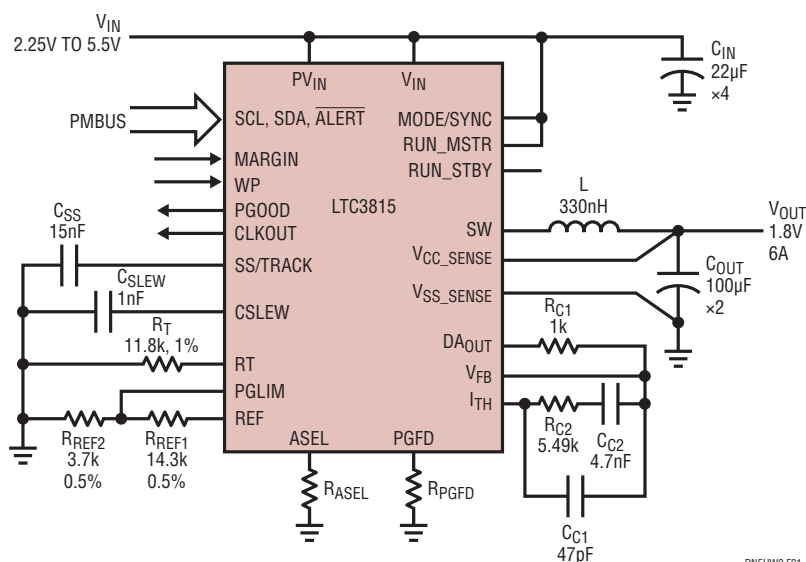 VIN
2.25V TO 5.5V
CIN
22µF
×4
PVIN
VIN
PMBUS
SCL, SDA, ALERT
MODE/SYNC
RUN_MSTR
RUN_STBY
MARGIN
WP
PGOOD
CLKOUT
LTC3815
CSS
15nF
SS/TRACK
CSLEW
1nF
CSLEW
RT
11.8k, 1%
RT
PGLIM
REF
RREF2
3.7k
0.5%
RREF1
14.3k
0.5%
SW
L
330nH
VOUT
1.8V
6A
VCC_SENSE
VSS_SENSE
COUT
100µF
×2
DAOUT
RC1
1k
VFB
ITH
RC2
5.49k
CC2
4.7nF
CC1
47pF
ASEL
PGFD
RASEL
RPGFD